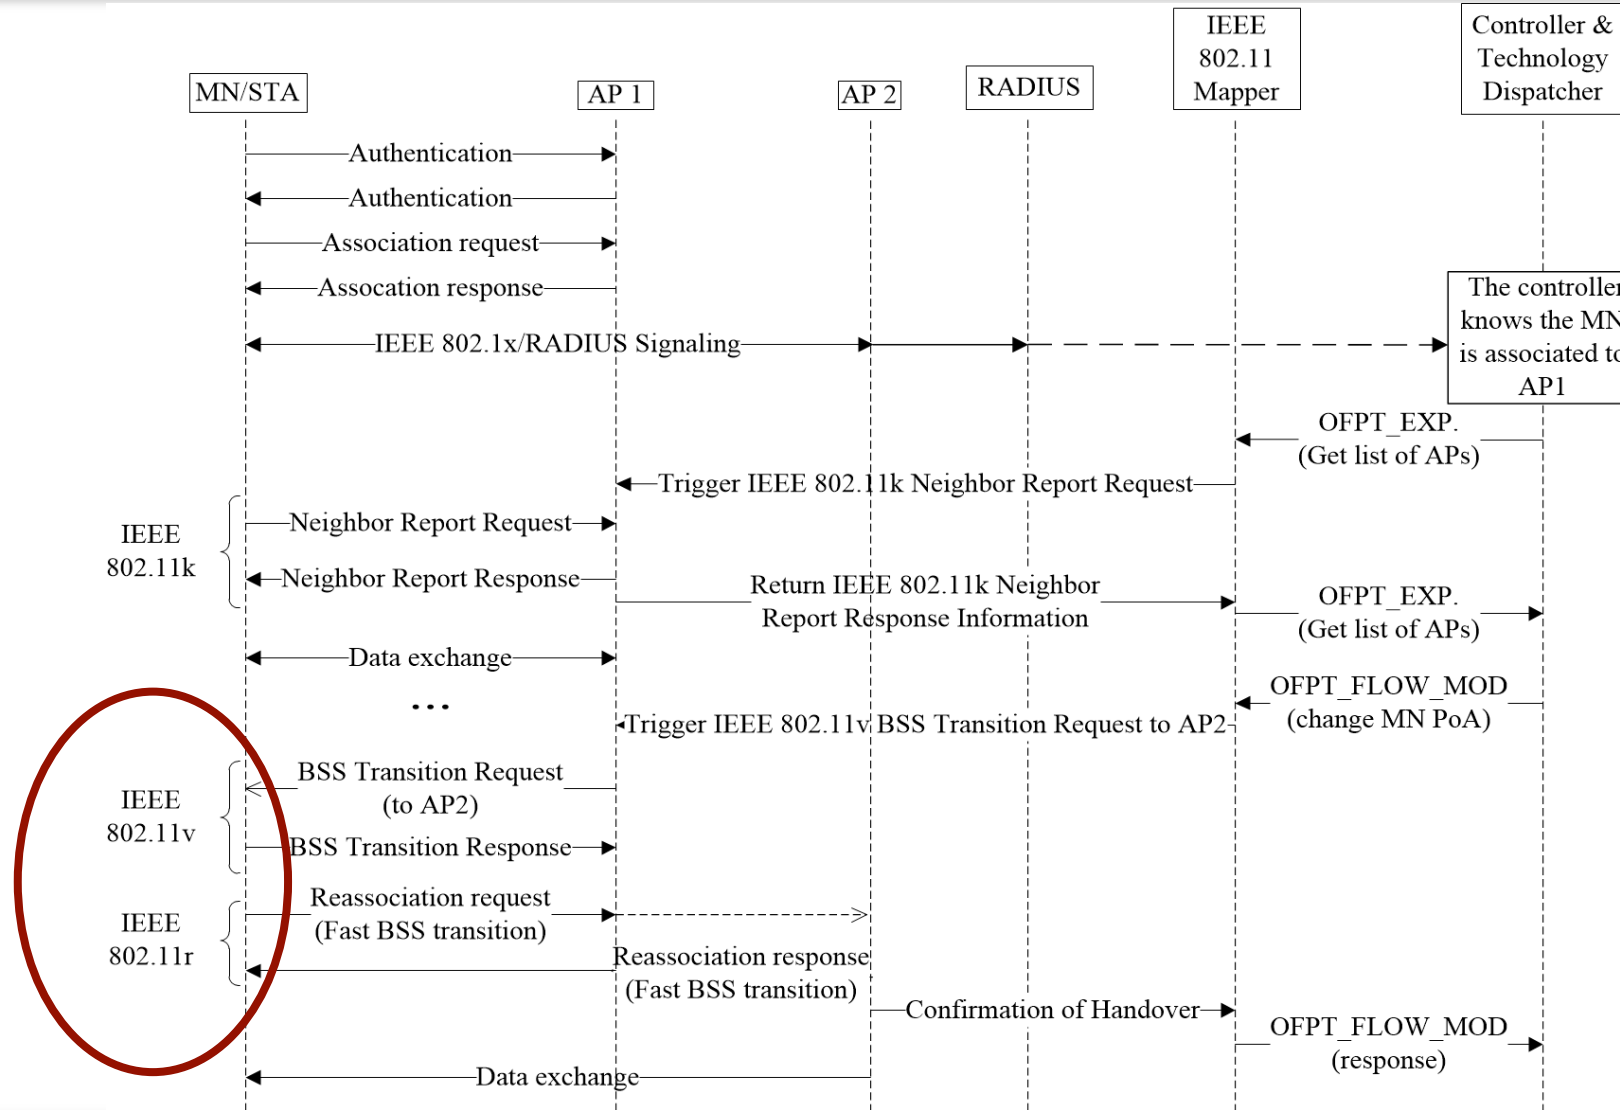 IEEE
802.11
Mapper
Controller &
Technology
Dispatcher
MN/STA
AP 1
AP 2
RADIUS
Authentication
Authentication
Association request
Assocation response
The controller
knows the MN
is associated to
AP1
IEEE 802.1x/RADIUS Signaling
OFPT_EXP.
(Get list of APs)
Trigger IEEE 802.11k Neighbor Report Request
IEEE
802.11k
Neighbor Report Request
Neighbor Report Response
Return IEEE 802.11k Neighbor
Report Response Information
OFPT_EXP.
(Get list of APs)
Data exchange
...
OFPT_FLOW_MOD
(change MN PoA)
Trigger IEEE 802.11v BSS Transition Request to AP2
IEEE
802.11v
BSS Transition Request
(to AP2)
BSS Transition Response
IEEE
802.11r
Reassociation request
(Fast BSS transition)
Reassociation response
(Fast BSS transition)
Confirmation of Handover
OFPT_FLOW_MOD
(response)
Data exchange